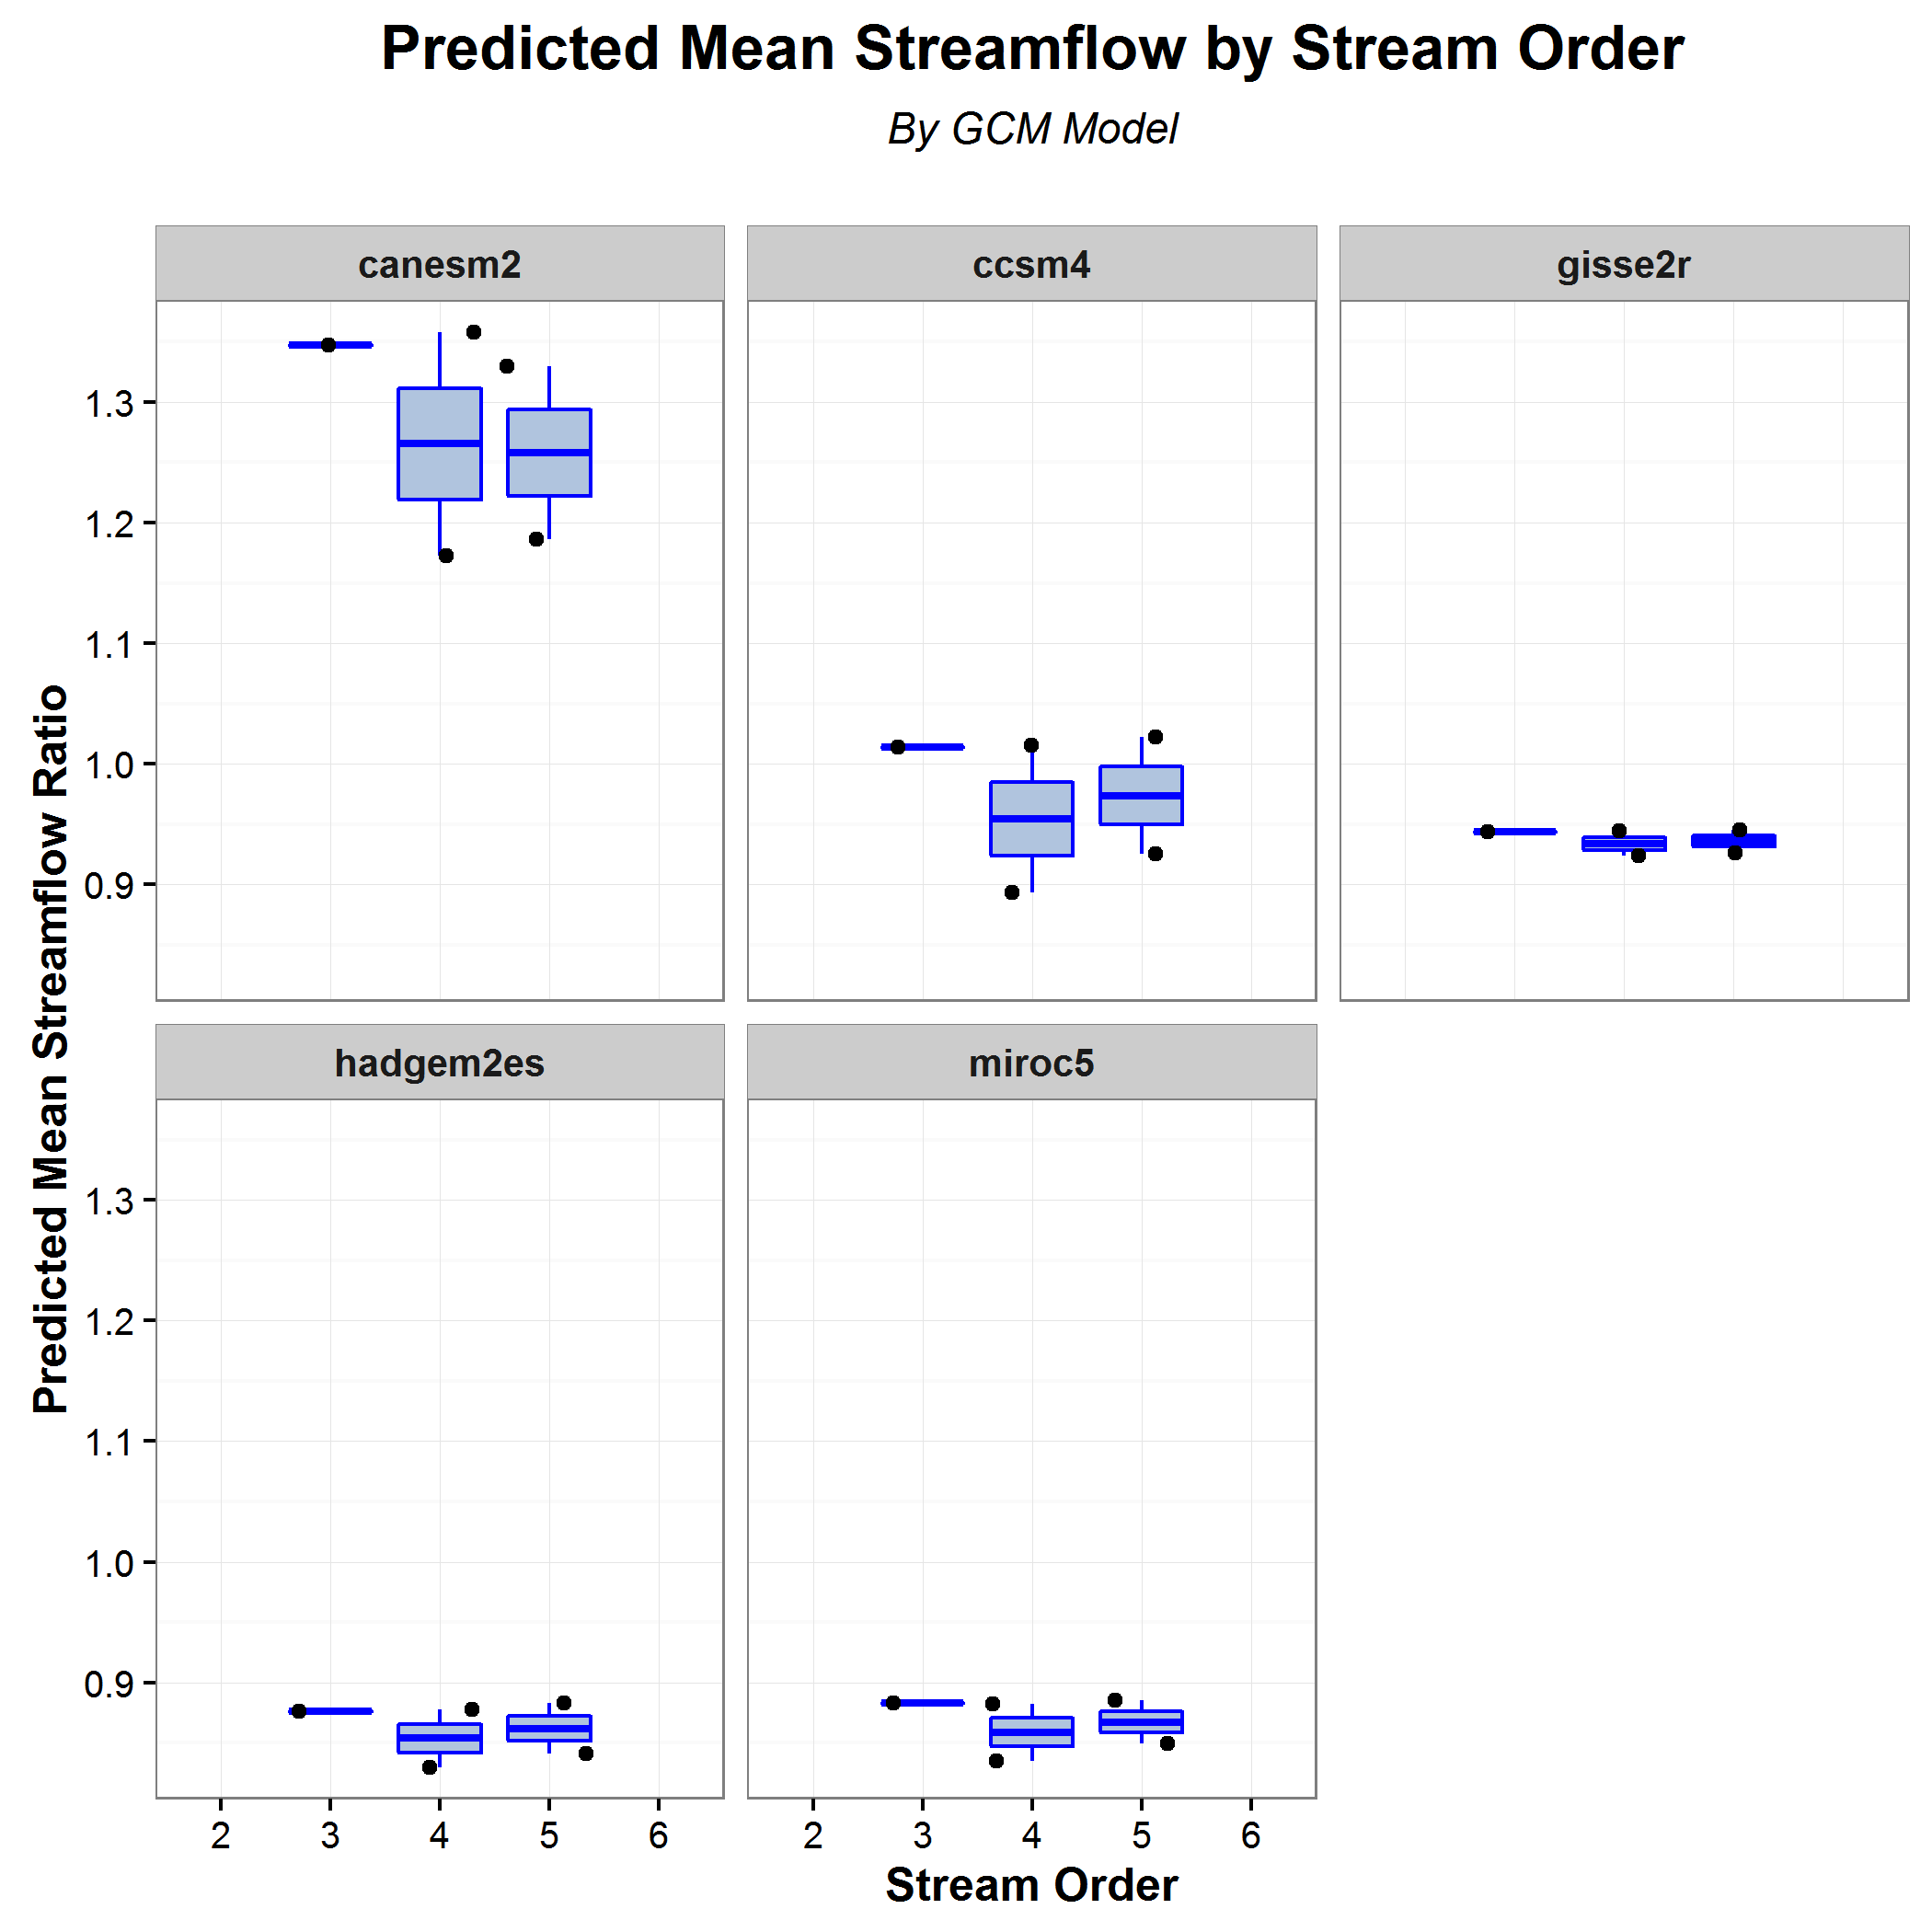 Predicted Mean Streamflow by Stream Order
By GCM Model
canesm2
ccsm4
gisse2r
1.3
1.2
1.1
1.0
0.9
Predicted Mean Streamflow Ratio
hadgem2es
miroc5
1.3
1.2
1.1
1.0
0.9
2 3 4 5 6
2 3 4 5 6
Stream Order